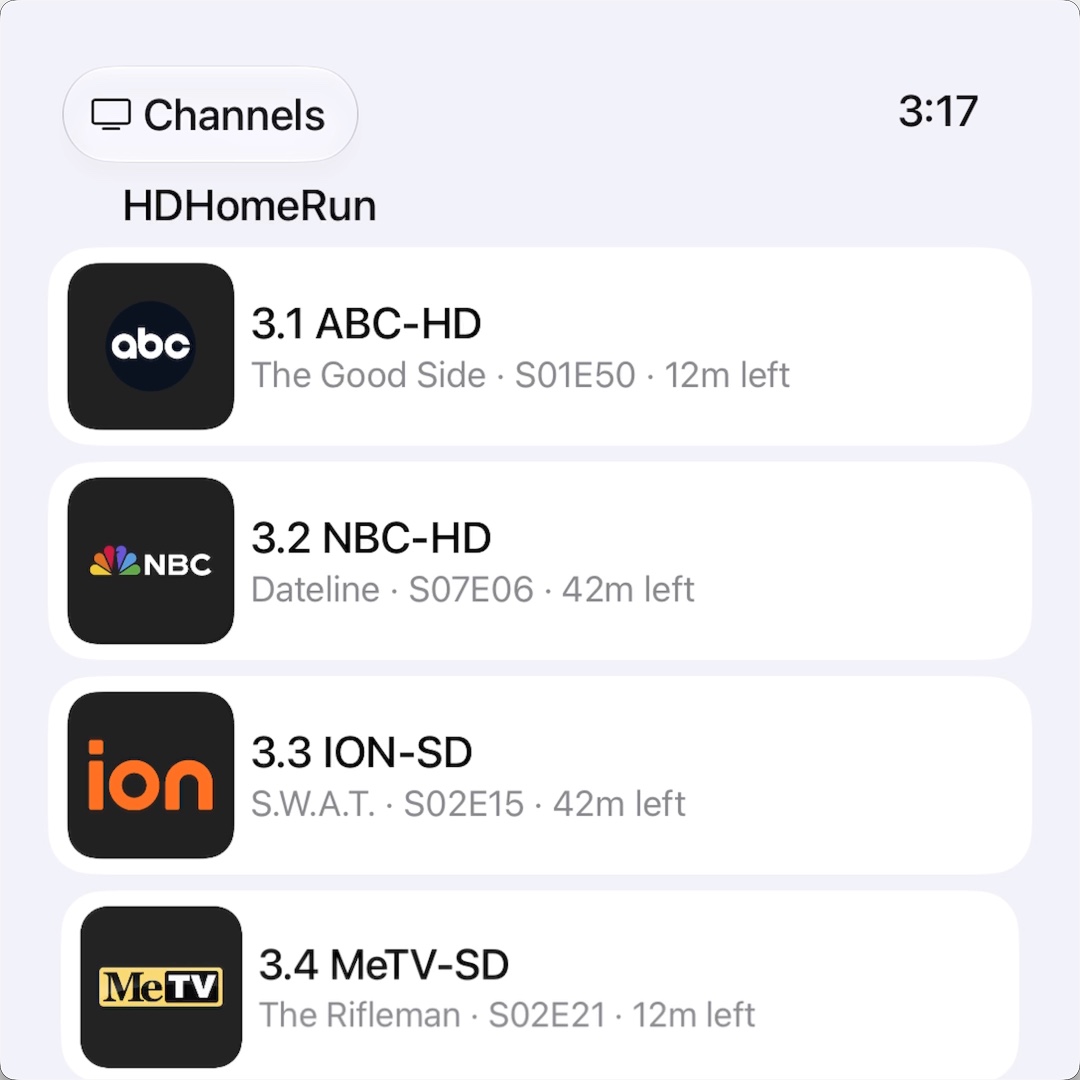 Channels
3:17
HDHomeRun
abc
3.1 ABC-HD
The Good Side · S01E50 · 12m left
NBC
3.2 NBC-HD
Dateline · S07E06 · 42m left
ion
3.3 ION-SD
S.W.A.T. · S02E15 · 42m left
MeTV
3.4 MeTV-SD
The Rifleman · S02E21 · 12m left